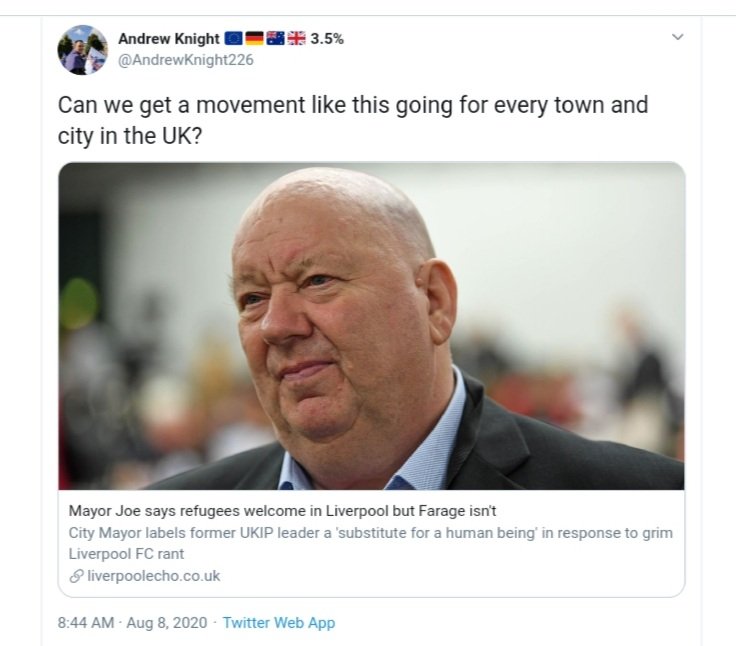 Andrew Knight 🇪🇺🇩🇪🇦🇺🇬🇧 3.5%
@AndrewKnight226
Can we get a movement like this going for every town and
city in the UK?
Mayor Joe says refugees welcome in Liverpool but Farage isn't
City Mayor labels former UKIP leader a 'substitute for a human being' in response to grim
Liverpool FC rant
liverpoolecho.co.uk
8:44 AM · Aug 8, 2020 · Twitter Web App